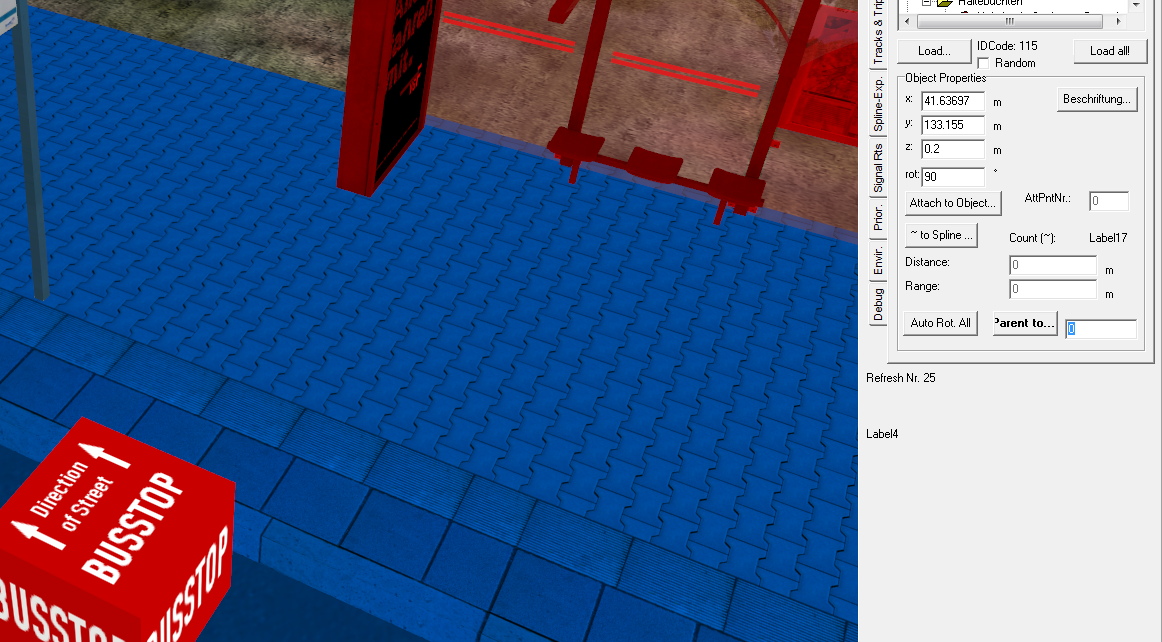 Haltebuchten
Tracks & Trip
Load...
IDCode: 115
Random
Load all!
Object Properties
x:
41.63697
m
Beschriftung...
y:
133.155
m
z:
0.2
m
rot:
90
°
Attach to Object...
AttPntNr.:
0
~ to Spline ...
Count (~):
Label17
Distance:
0
m
Range:
0
m
Auto Rot. All
Parent to...
0
Spline-Exp.
Signal Rts
Prior.
Envir.
Debug
Refresh Nr. 25
Label4
Direction
of Street
BUSSTOP
BUSSTOP
BUSSTOP
mit.